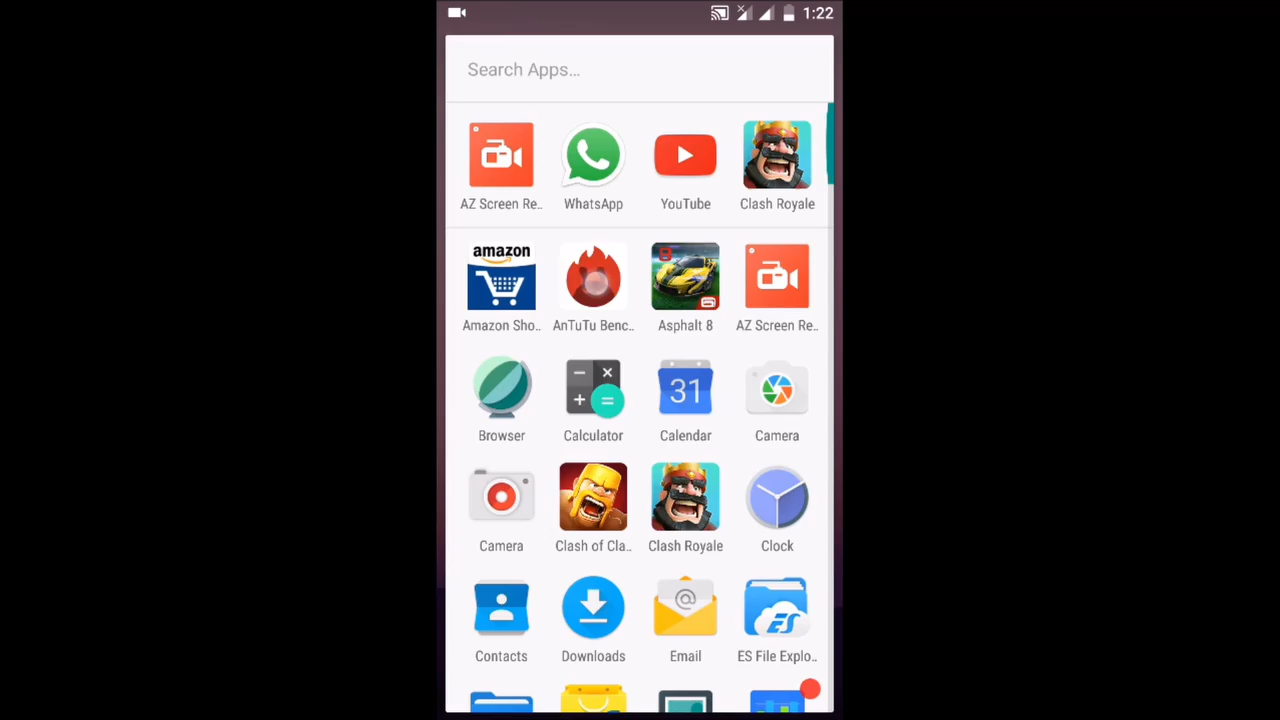 1:22
Search Apps...
AZ Screen Re.. WhatsApp YouTube Clash Royale
amazon
8
Amazon Sho.. AnTuTu Benc.. Asphalt 8 AZ Screen Re..
31
Browser Calculator Calendar Camera
Camera Clash of Cla.. Clash Royale Clock
@
ES
Contacts Downloads Email ES File Explo..